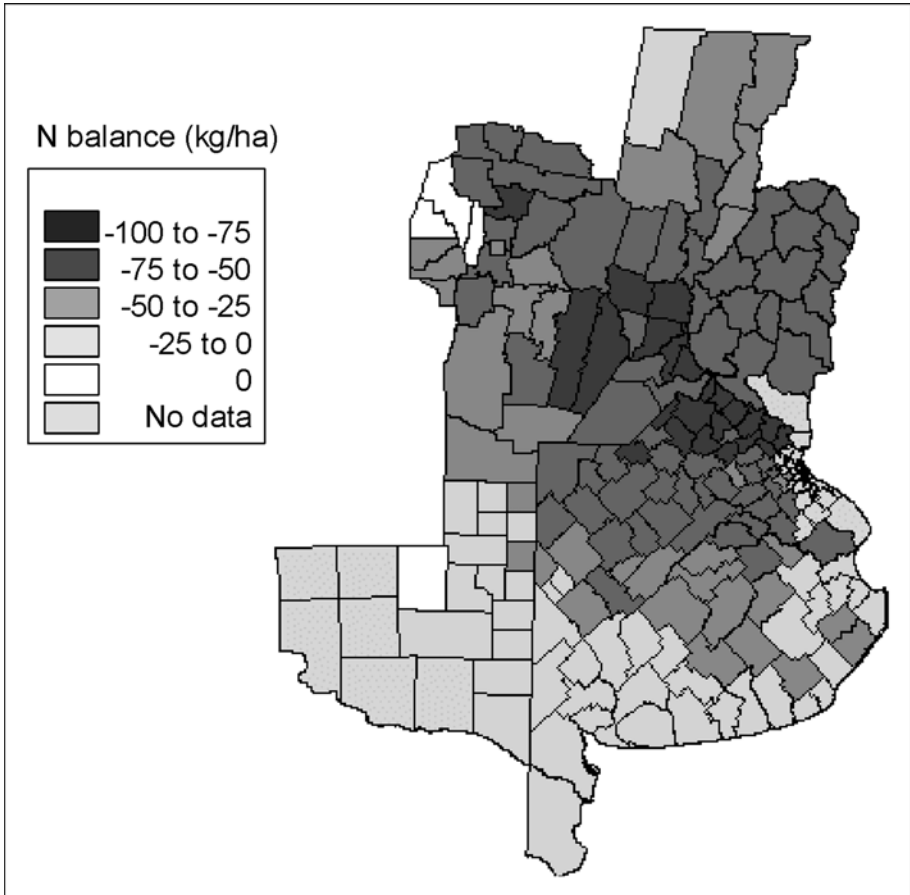 N balance (kg/ha)
-100 to -75
-75 to -50
-50 to -25
-25 to 0
0
No data